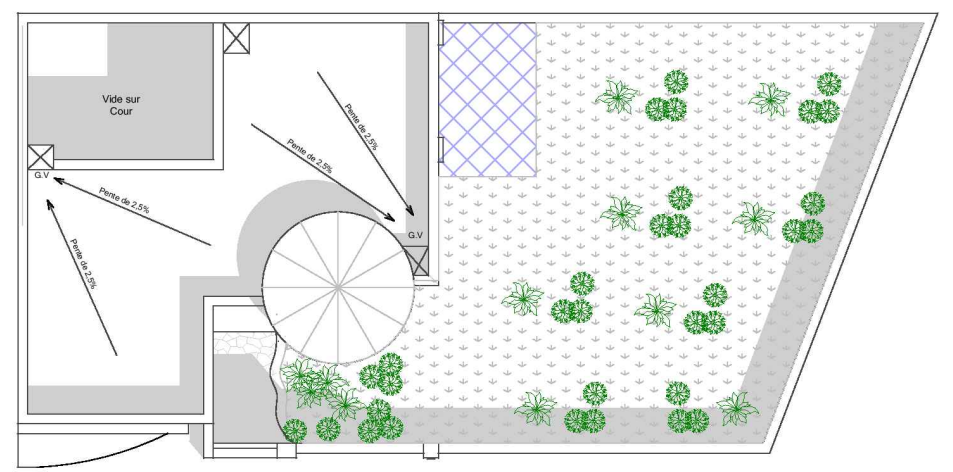 Vide sur
Cour
Pente de 2,5%
Pente de 2,5%
G.V
Pente de 2,5%
G.V
Pente de 2,5%